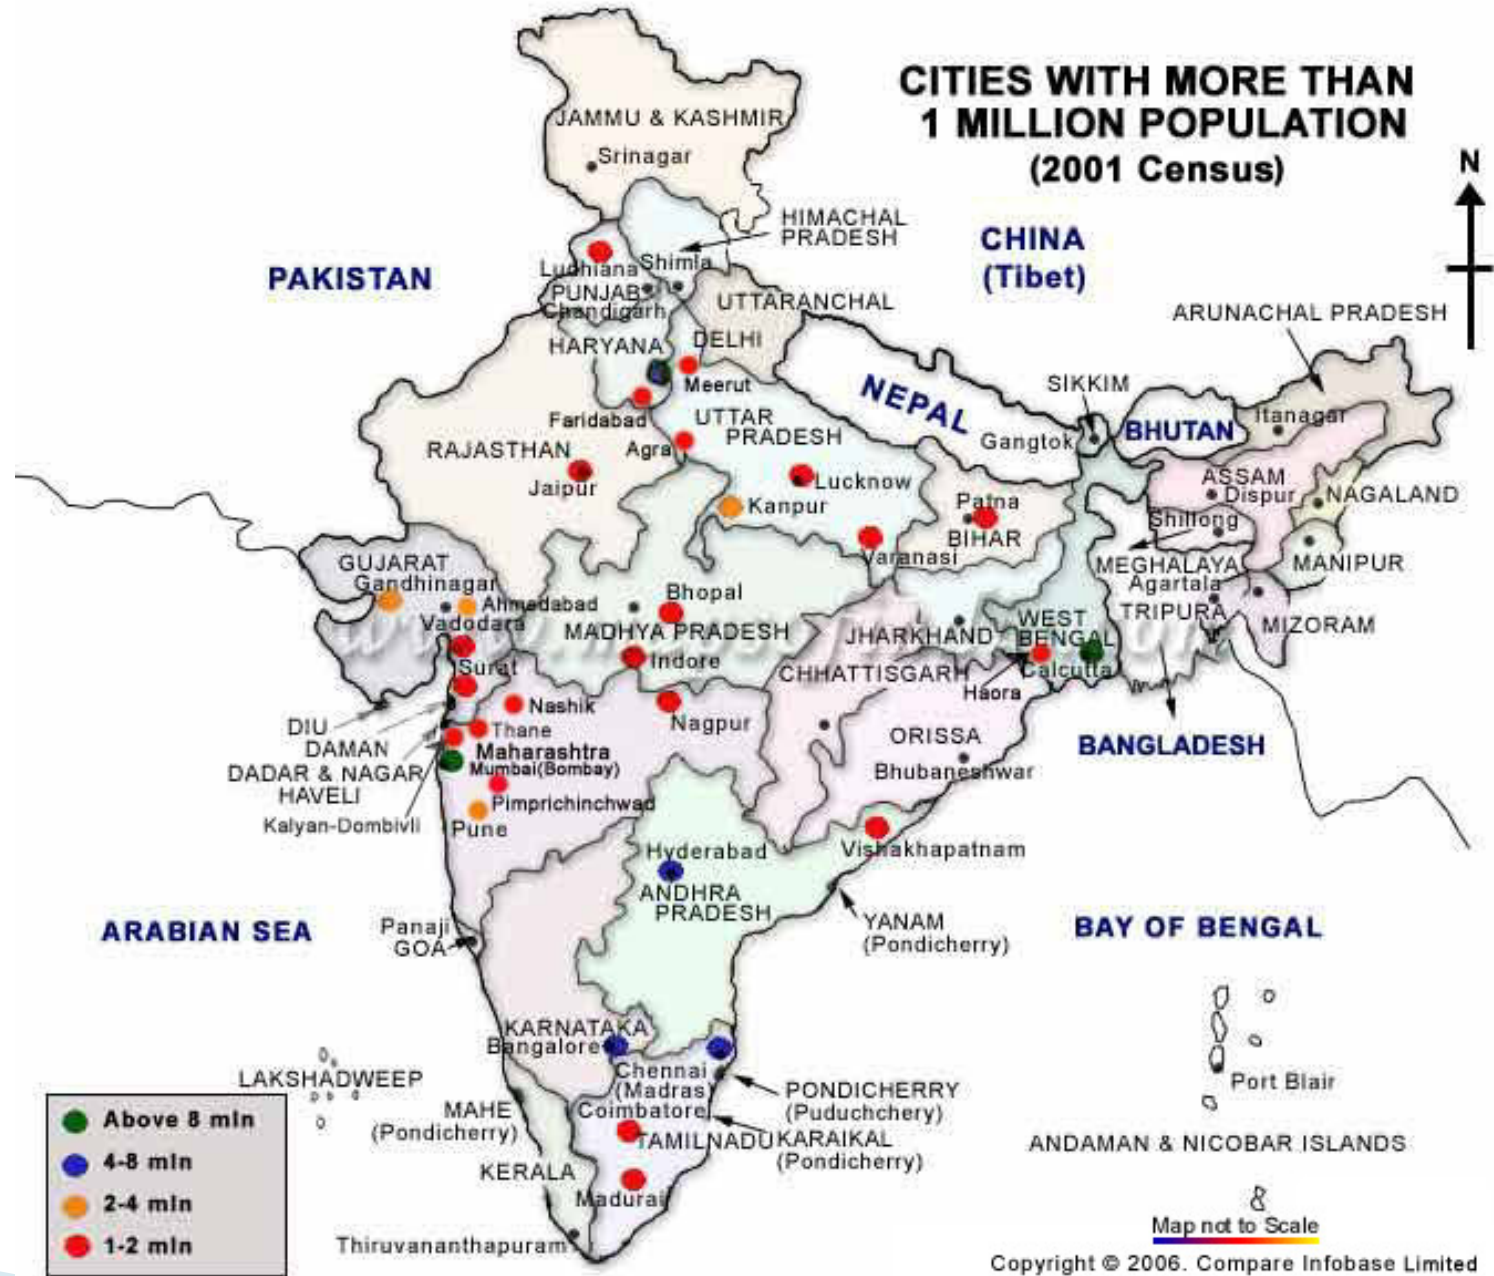 CITIES WITH MORE THAN
1 MILLION POPULATION
(2001 Census)
N
JAMMU & KASHMIR
Srinagar
HIMACHAL
PRADESH
CHINA
(Tibet)
PAKISTAN
Ludhiana
Shimla
PUNJAB
Chandigarh
UTTARANCHAL
ARUNACHAL PRADESH
HARYANA
DELHI
Meerut
NEPAL
SIKKIM
Faridabad
UTTAR
PRADESH
Gangtok
BHUTAN
Itanagar
RAJASTHAN
Agra
Jaipur
Lucknow
Kanpur
Patna
BIHAR
ASSAM
Dispur
NAGALAND
Shillong
Varanasi
MEGHALAYA
MANIPUR
GUJARAT
Gandhinagar
Ahmadabad
Bhopal
Agartala
TRIPURA
MIZORAM
Vadodara
MADHYA PRADESH
JHARKHAND
WEST
BENGAL
Surat
Indore
CHHATTISGARH
Calcutta
Haora
Nashik
Nagpur
DIU
DAMAN
DADAR & NAGAR
HAVELI
Kalyan-Dombivli
Thane
Maharashtra
Mumbai(Bombay)
Pimprichinchwad
Pune
ORISSA
Bhubaneshwar
BANGLADESH
Vishakhapatnam
Hyderabad
ANDHRA
PRADESH
YANAM
(Pondicherry)
ARABIAN SEA
Panaji
GOA
BAY OF BENGAL
KARNATAKA
Bangalore
Chennai
(Madras)
Coimbatore
PONDICHERRY
(Puduchchery)
LAKSHADWEEP
MAHE
(Pondicherry)
TAMILNADU
KARAIKAL
(Pondicherry)
Port Blair
ANDAMAN & NICOBAR ISLANDS
KERALA
Madurai
Thiruvananthapuram
Above 8 mln
4-8 mln
2-4 mln
1-2 mln
Map not to Scale
Copyright © 2006. Compare Infobase Limited